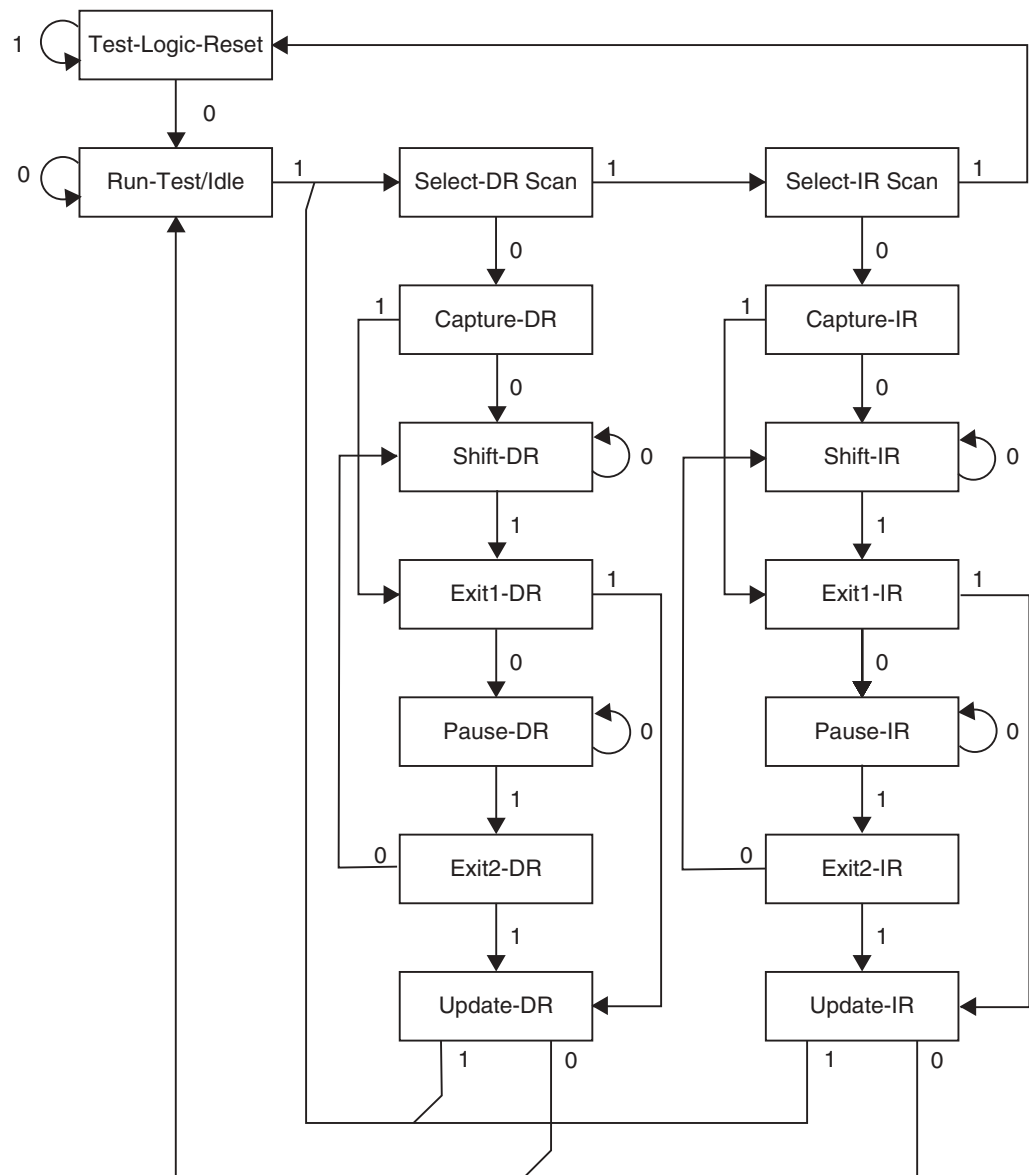 1
Test-Logic-Reset
0
0
Run-Test/Idle
1
Select-DR Scan
1
Select-IR Scan
1
0
0
1
Capture-DR
1
Capture-IR
0
0
Shift-DR
0
Shift-IR
0
1
1
Exit1-DR
1
Exit1-IR
1
0
0
Pause-DR
0
Pause-IR
0
1
1
0
Exit2-DR
0
Exit2-IR
1
1
Update-DR
Update-IR
1
0
1
0